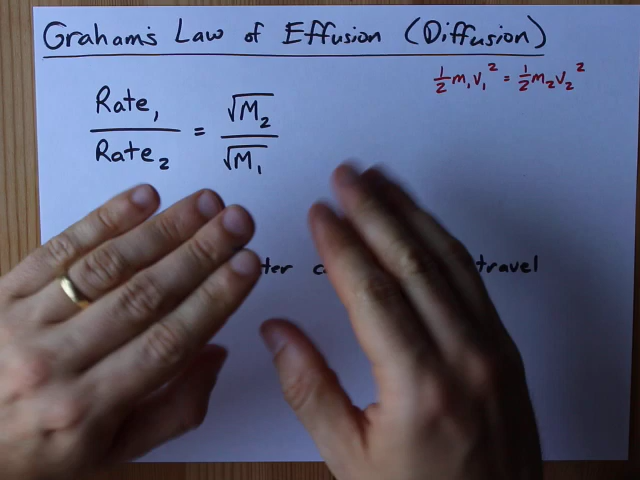 Graham's Law of Effusion (Diffusion)
½m₁v₁² = ½m₂v₂²
Rate₁ / Rate₂ = √M₂ / √M₁
travel